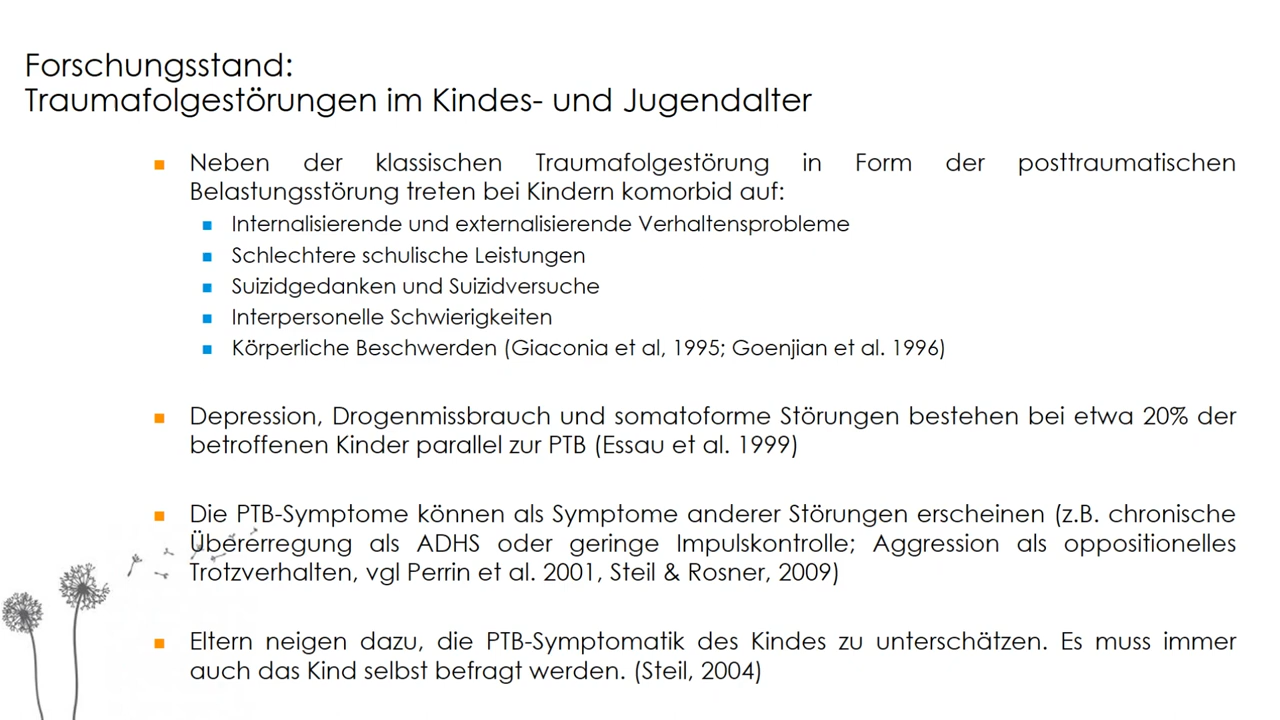 Forschungsstand:
Traumafolgestörungen im Kindes- und Jugendalter
Neben der klassischen Traumafolgestörung in Form der posttraumatischen
Belastungsstörung treten bei Kindern komorbid auf:
Internalisierende und externalisierende Verhaltensprobleme
Schlechtere schulische Leistungen
Suizidgedanken und Suizidversuche
Interpersonelle Schwierigkeiten
Körperliche Beschwerden (Giaconia et al, 1995; Goenjian et al. 1996)
Depression, Drogenmissbrauch und somatoforme Störungen bestehen bei etwa 20% der
betroffenen Kinder parallel zur PTB (Essau et al. 1999)
Die PTB-Symptome können als Symptome anderer Störungen erscheinen (z.B. chronische
Übererregung als ADHS oder geringe Impulskontrolle; Aggression als oppositionelles
Trotzverhalten, vgl Perrin et al. 2001, Steil & Rosner, 2009)
Eltern neigen dazu, die PTB-Symptomatik des Kindes zu unterschätzen. Es muss immer
auch das Kind selbst befragt werden. (Steil, 2004)